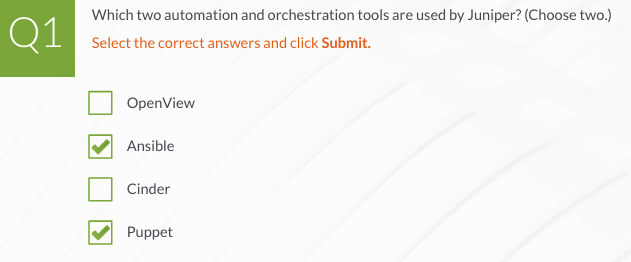 Q1
Which two automation and orchestration tools are used by Juniper? (Choose two.)
Select the correct answers and click Submit.
OpenView
Ansible
Cinder
Puppet